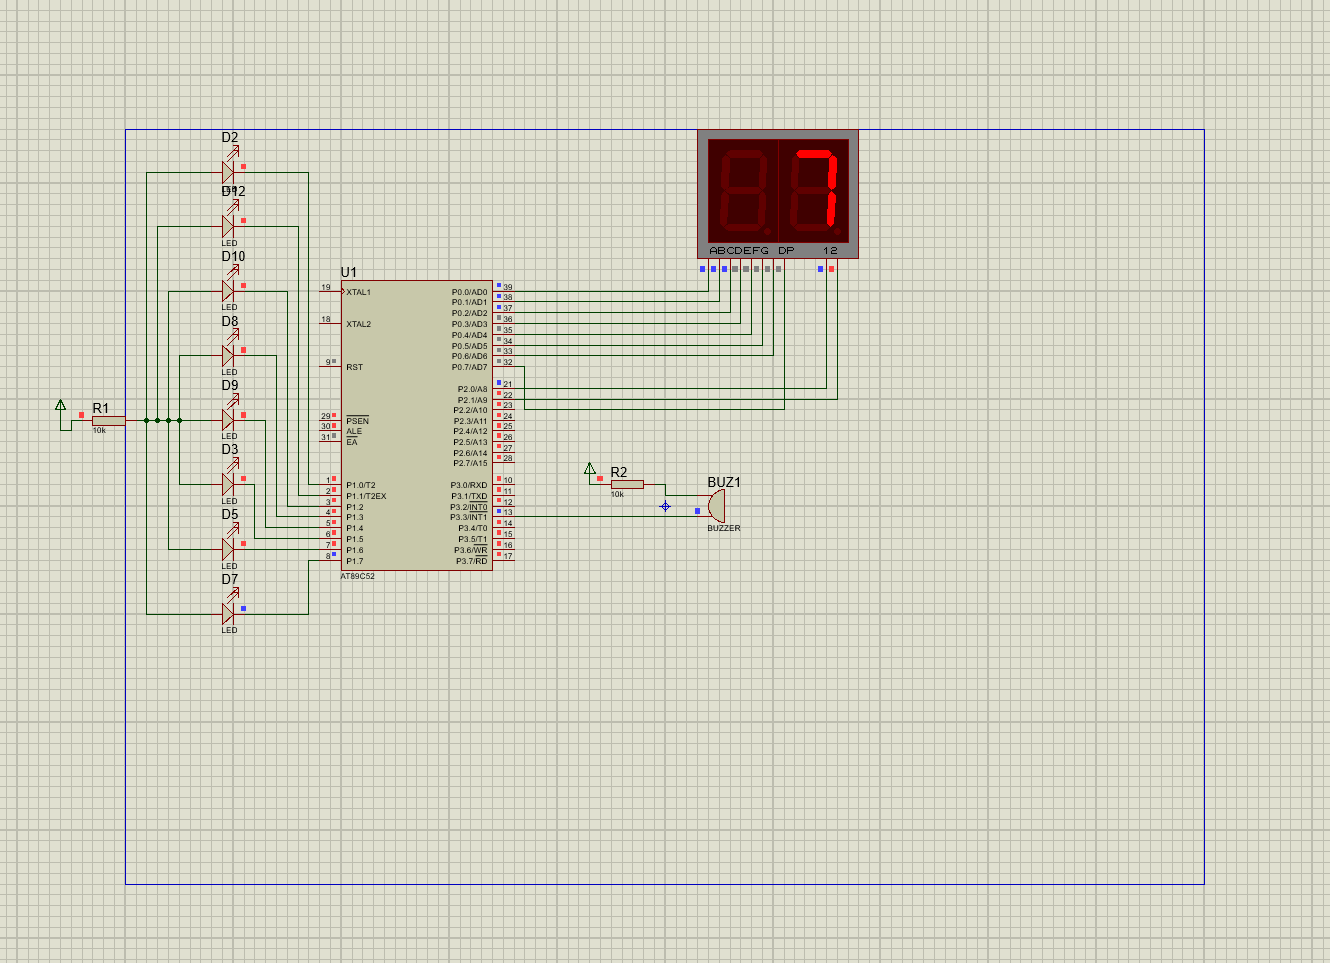 D2
LED
D12
LED
D10
LED
D8
LED
D9
LED
D3
LED
D5
LED
D7
LED
R1
10k
U1
19 XTAL1
18 XTAL2
9 RST
29 PSEN
30 ALE
31 EA
1 P1.0/T2
2 P1.1/T2EX
3 P1.2
4 P1.3
5 P1.4
6 P1.5
7 P1.6
8 P1.7
P0.0/AD0 39
P0.1/AD1 38
P0.2/AD2 37
P0.3/AD3 36
P0.4/AD4 35
P0.5/AD5 34
P0.6/AD6 33
P0.7/AD7 32
P2.0/A8 21
P2.1/A9 22
P2.2/A10 23
P2.3/A11 24
P2.4/A12 25
P2.5/A13 26
P2.6/A14 27
P2.7/A15 28
P3.0/RXD 10
P3.1/TXD 11
P3.2/INT0 12
P3.3/INT1 13
P3.4/T0 14
P3.5/T1 15
P3.6/WR 16
P3.7/RD 17
AT89C52
7
ABCDEFG DP 12
R2
10k
BUZ1
BUZZER